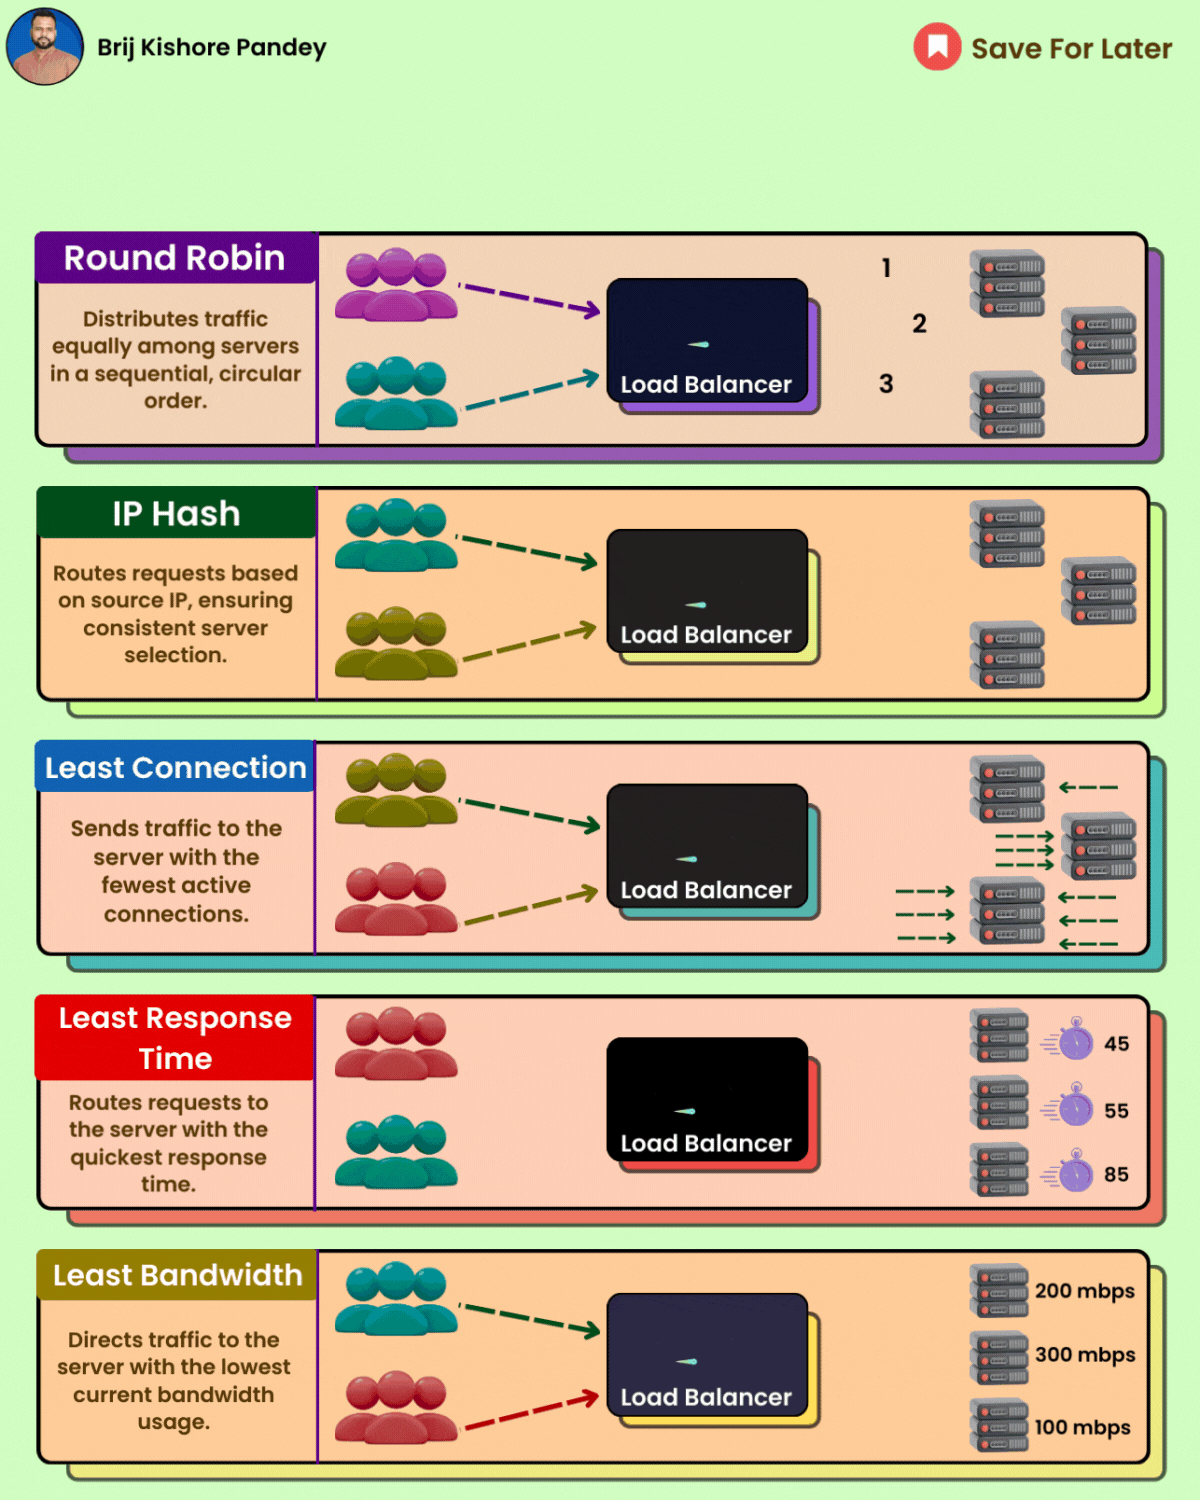 Brij Kishore Pandey
Save For Later
Round Robin
Distributes traffic
equally among servers
in a sequential, circular
order.
Load Balancer
1
2
3
IP Hash
Routes requests based
on source IP, ensuring
consistent server
selection.
Load Balancer
Least Connection
Sends traffic to the
server with the
fewest active
connections.
Load Balancer
Least Response
Time
Routes requests to
the server with the
quickest response
time.
Load Balancer
45
55
85
Least Bandwidth
Directs traffic to the
server with the lowest
current bandwidth
usage.
Load Balancer
200 mbps
300 mbps
100 mbps